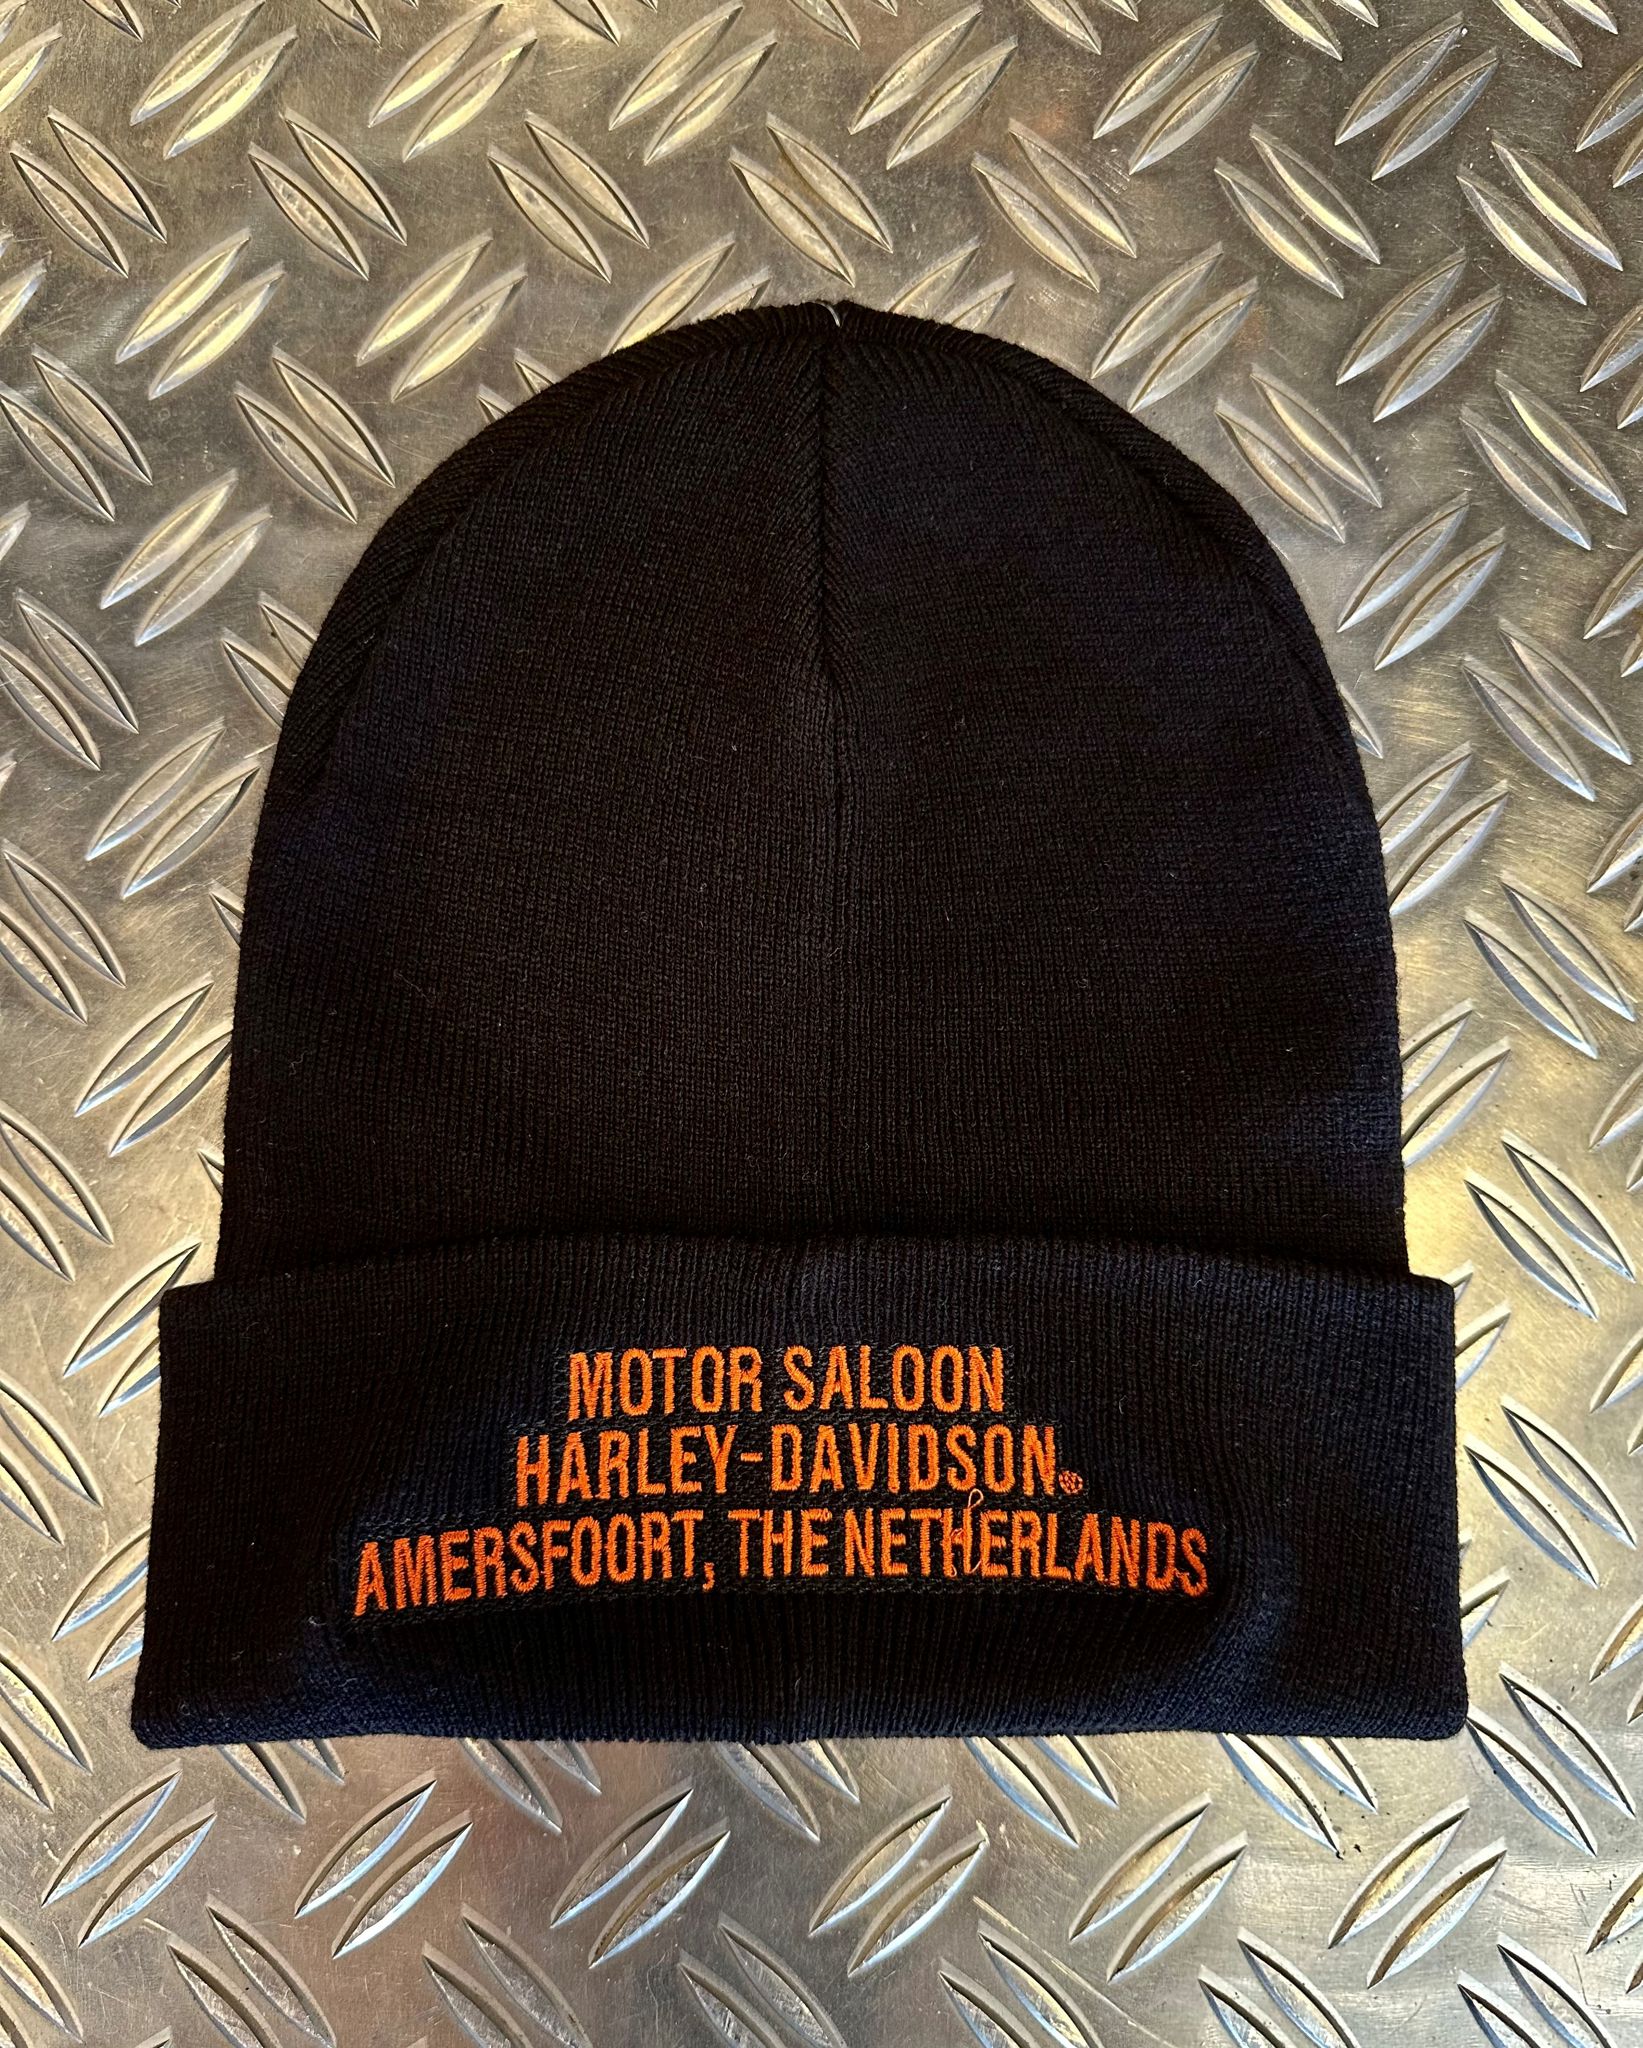 MOTOR SALOON
HARLEY-DAVIDSON®
AMERSFOORT, THE NETHERLANDS